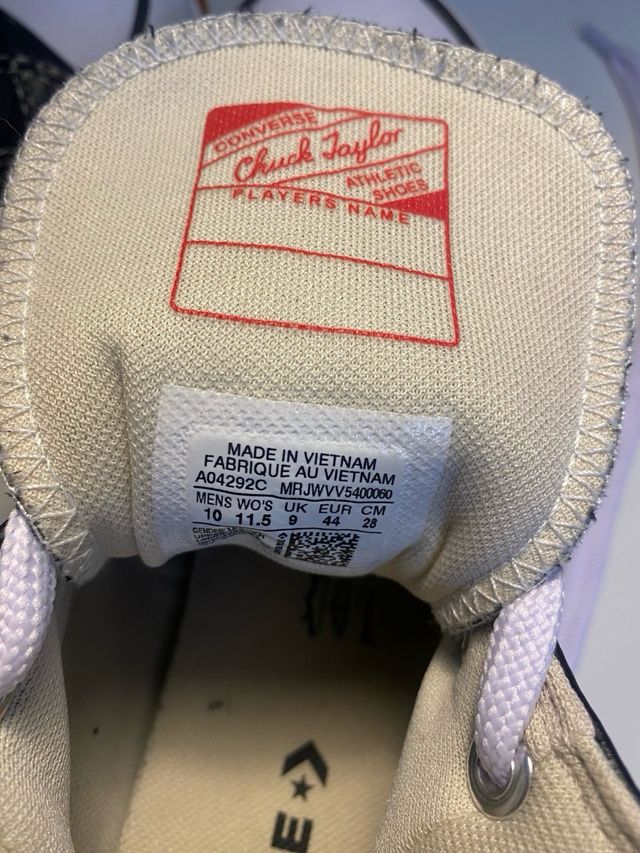 CONVERSE
Chuck Taylor
ATHLETIC
SHOES
PLAYERS NAME
MADE IN VIETNAM
FABRIQUE AU VIETNAM
A04292C MRJWVV5400060
MENS WO'S UK EUR CM
10 11.5 9 44 28
E